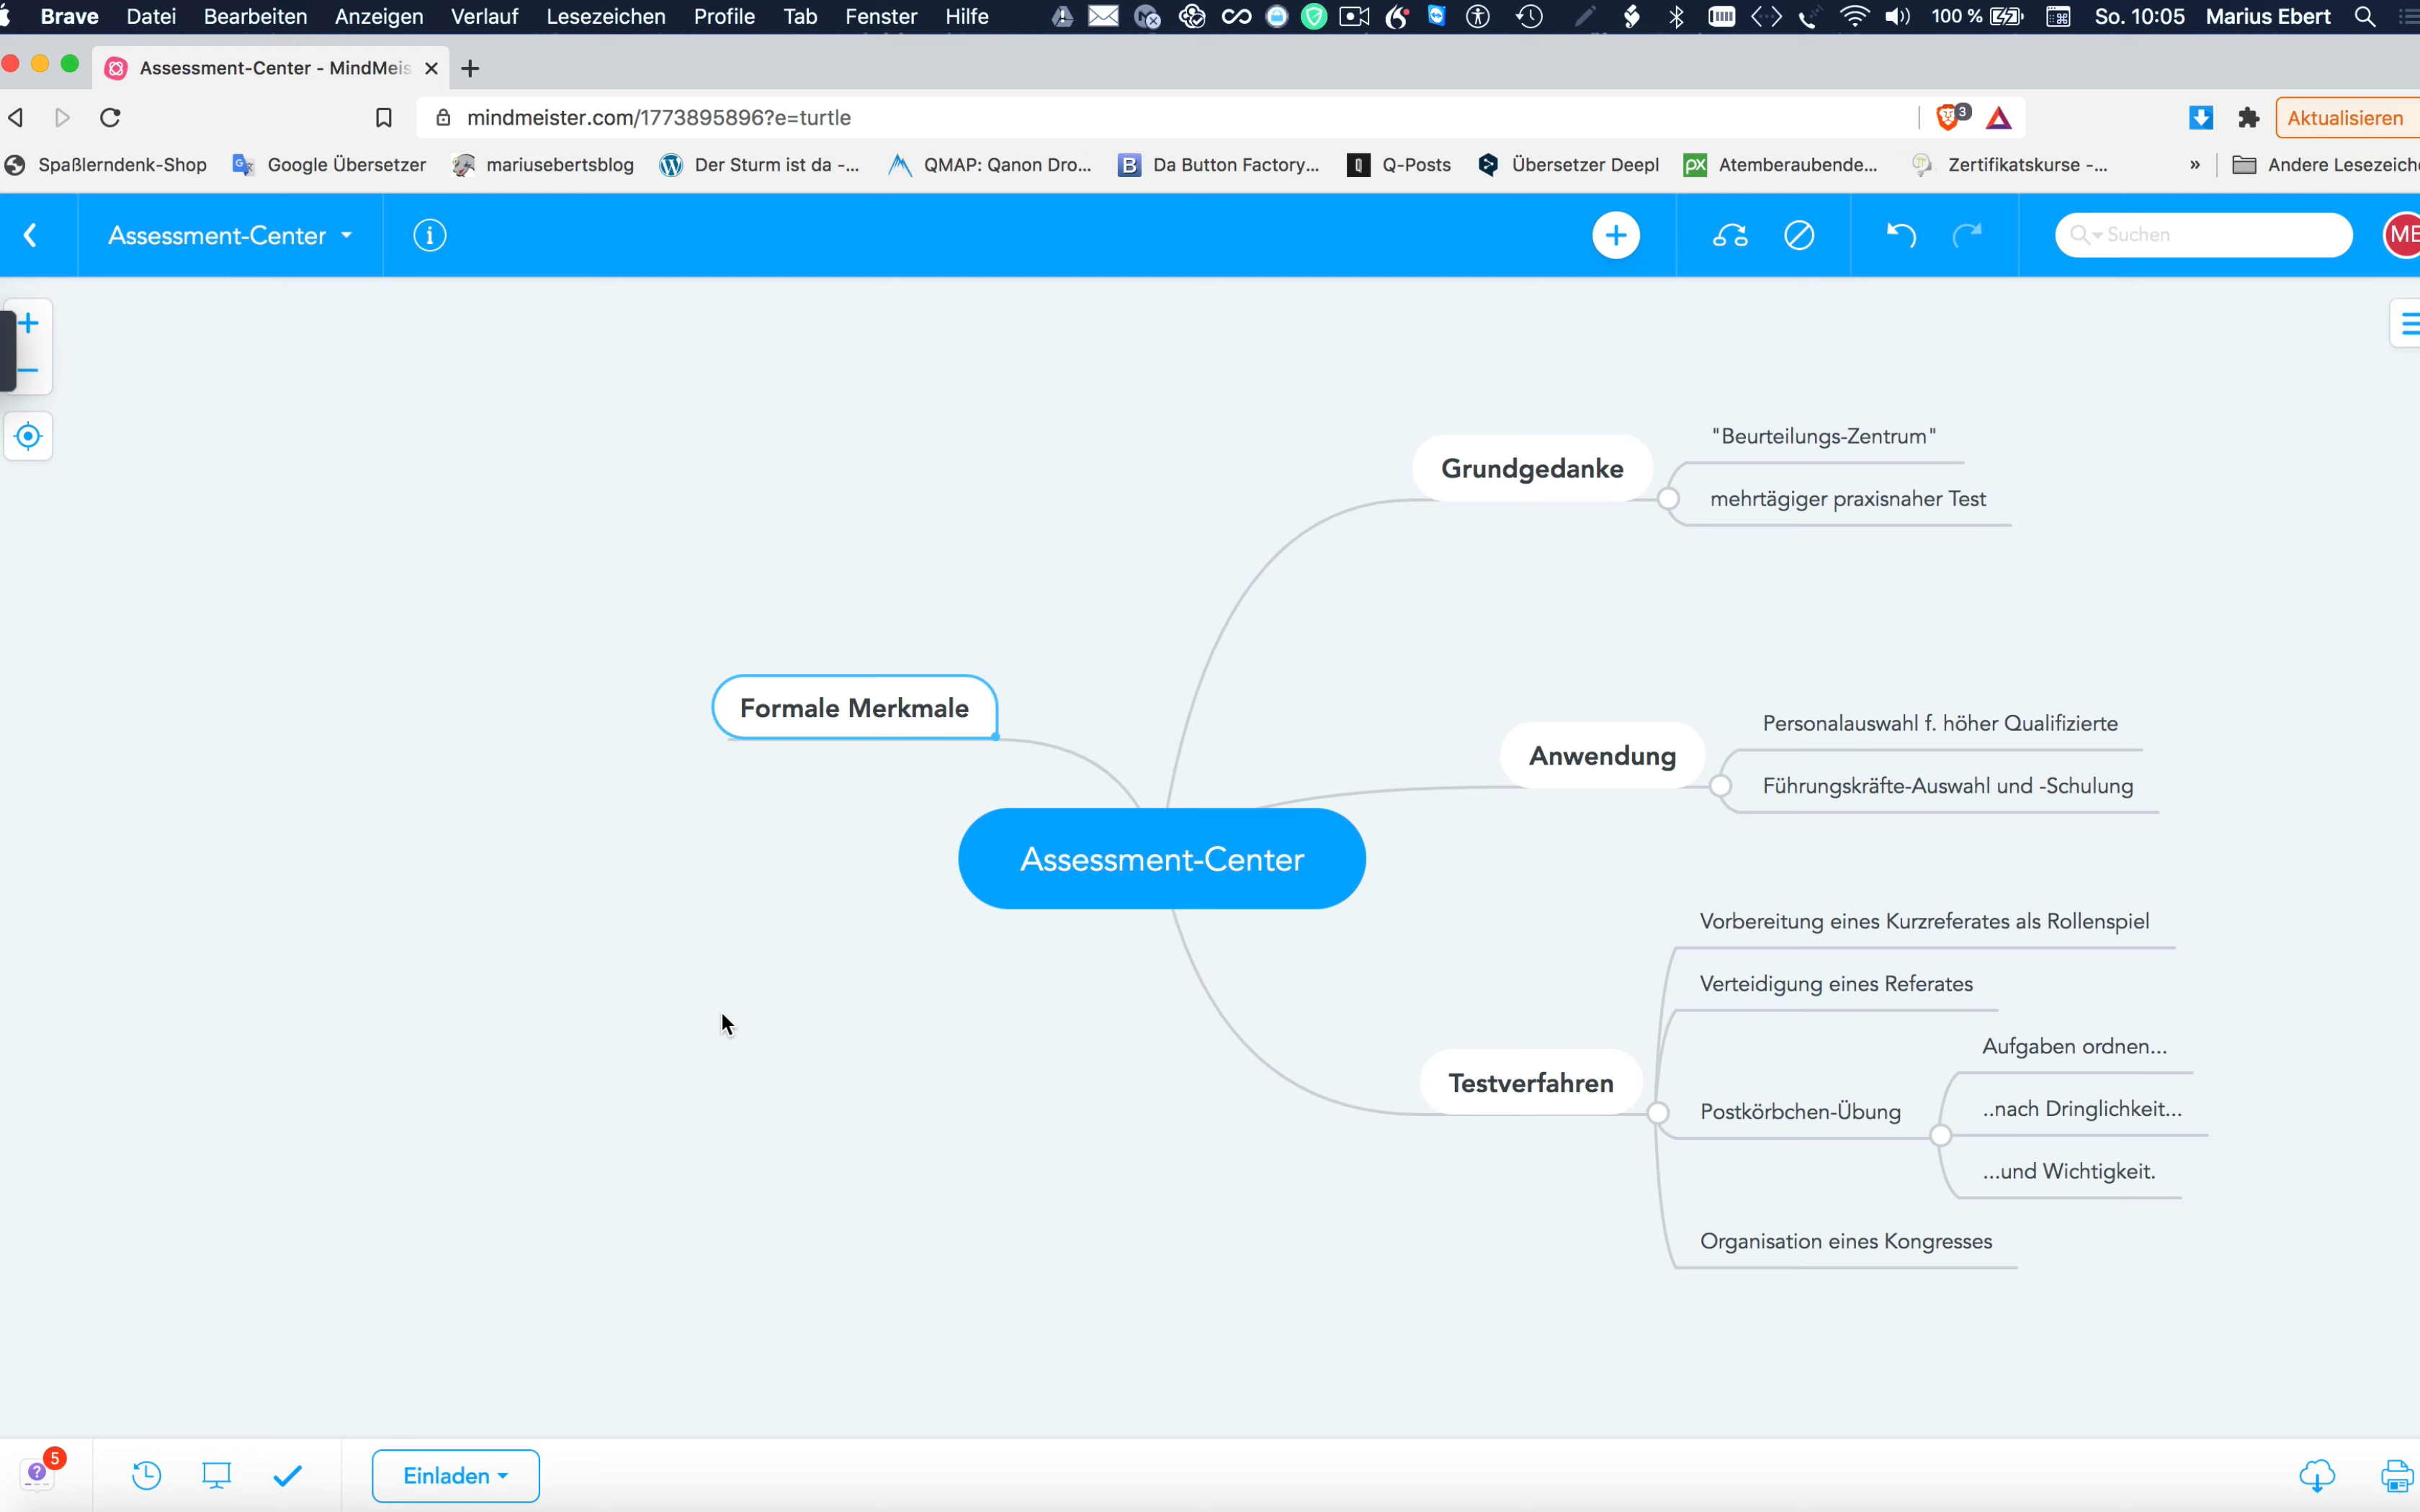 Brave Datei Bearbeiten Anzeigen Verlauf Lesezeichen Profile Tab Fenster Hilfe 100 % So. 10:05 Marius Ebert
Assessment-Center - MindMeis
mindmeister.com/1773895896?e=turtle
3
Aktualisieren
Spaßlerndenk-Shop Google Übersetzer mariusebertsblog Der Sturm ist da -... QMAP: Qanon Dro... B Da Button Factory... Q Q-Posts Übersetzer Deepl px Atemberaubende... Zertifikatskurse -... » Andere Lesezeich
Assessment-Center
Suchen
ME
"Beurteilungs-Zentrum"
Grundgedanke
mehrtägiger praxisnaher Test
Formale Merkmale
Personalauswahl f. höher Qualifizierte
Anwendung
Führungskräfte-Auswahl und -Schulung
Assessment-Center
Vorbereitung eines Kurzreferates als Rollenspiel
Verteidigung eines Referates
Aufgaben ordnen...
Testverfahren
Postkörbchen-Übung
..nach Dringlichkeit...
...und Wichtigkeit.
Organisation eines Kongresses
5
Einladen